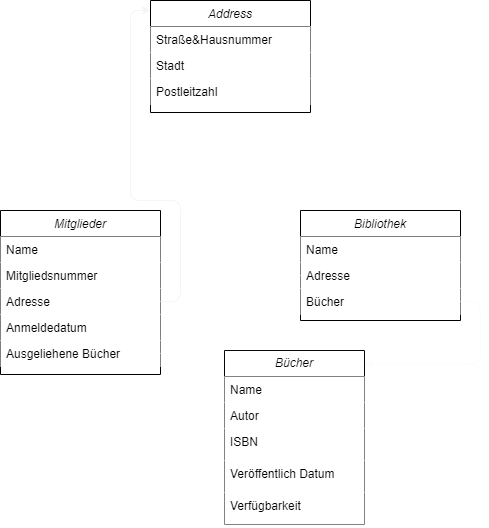 Address
Straße&Hausnummer
Stadt
Postleitzahl
Mitglieder
Name
Mitgliedsnummer
Adresse
Anmeldedatum
Ausgeliehene Bücher
Bibliothek
Name
Adresse
Bücher
Bücher
Name
Autor
ISBN
Veröffentlich Datum
Verfügbarkeit